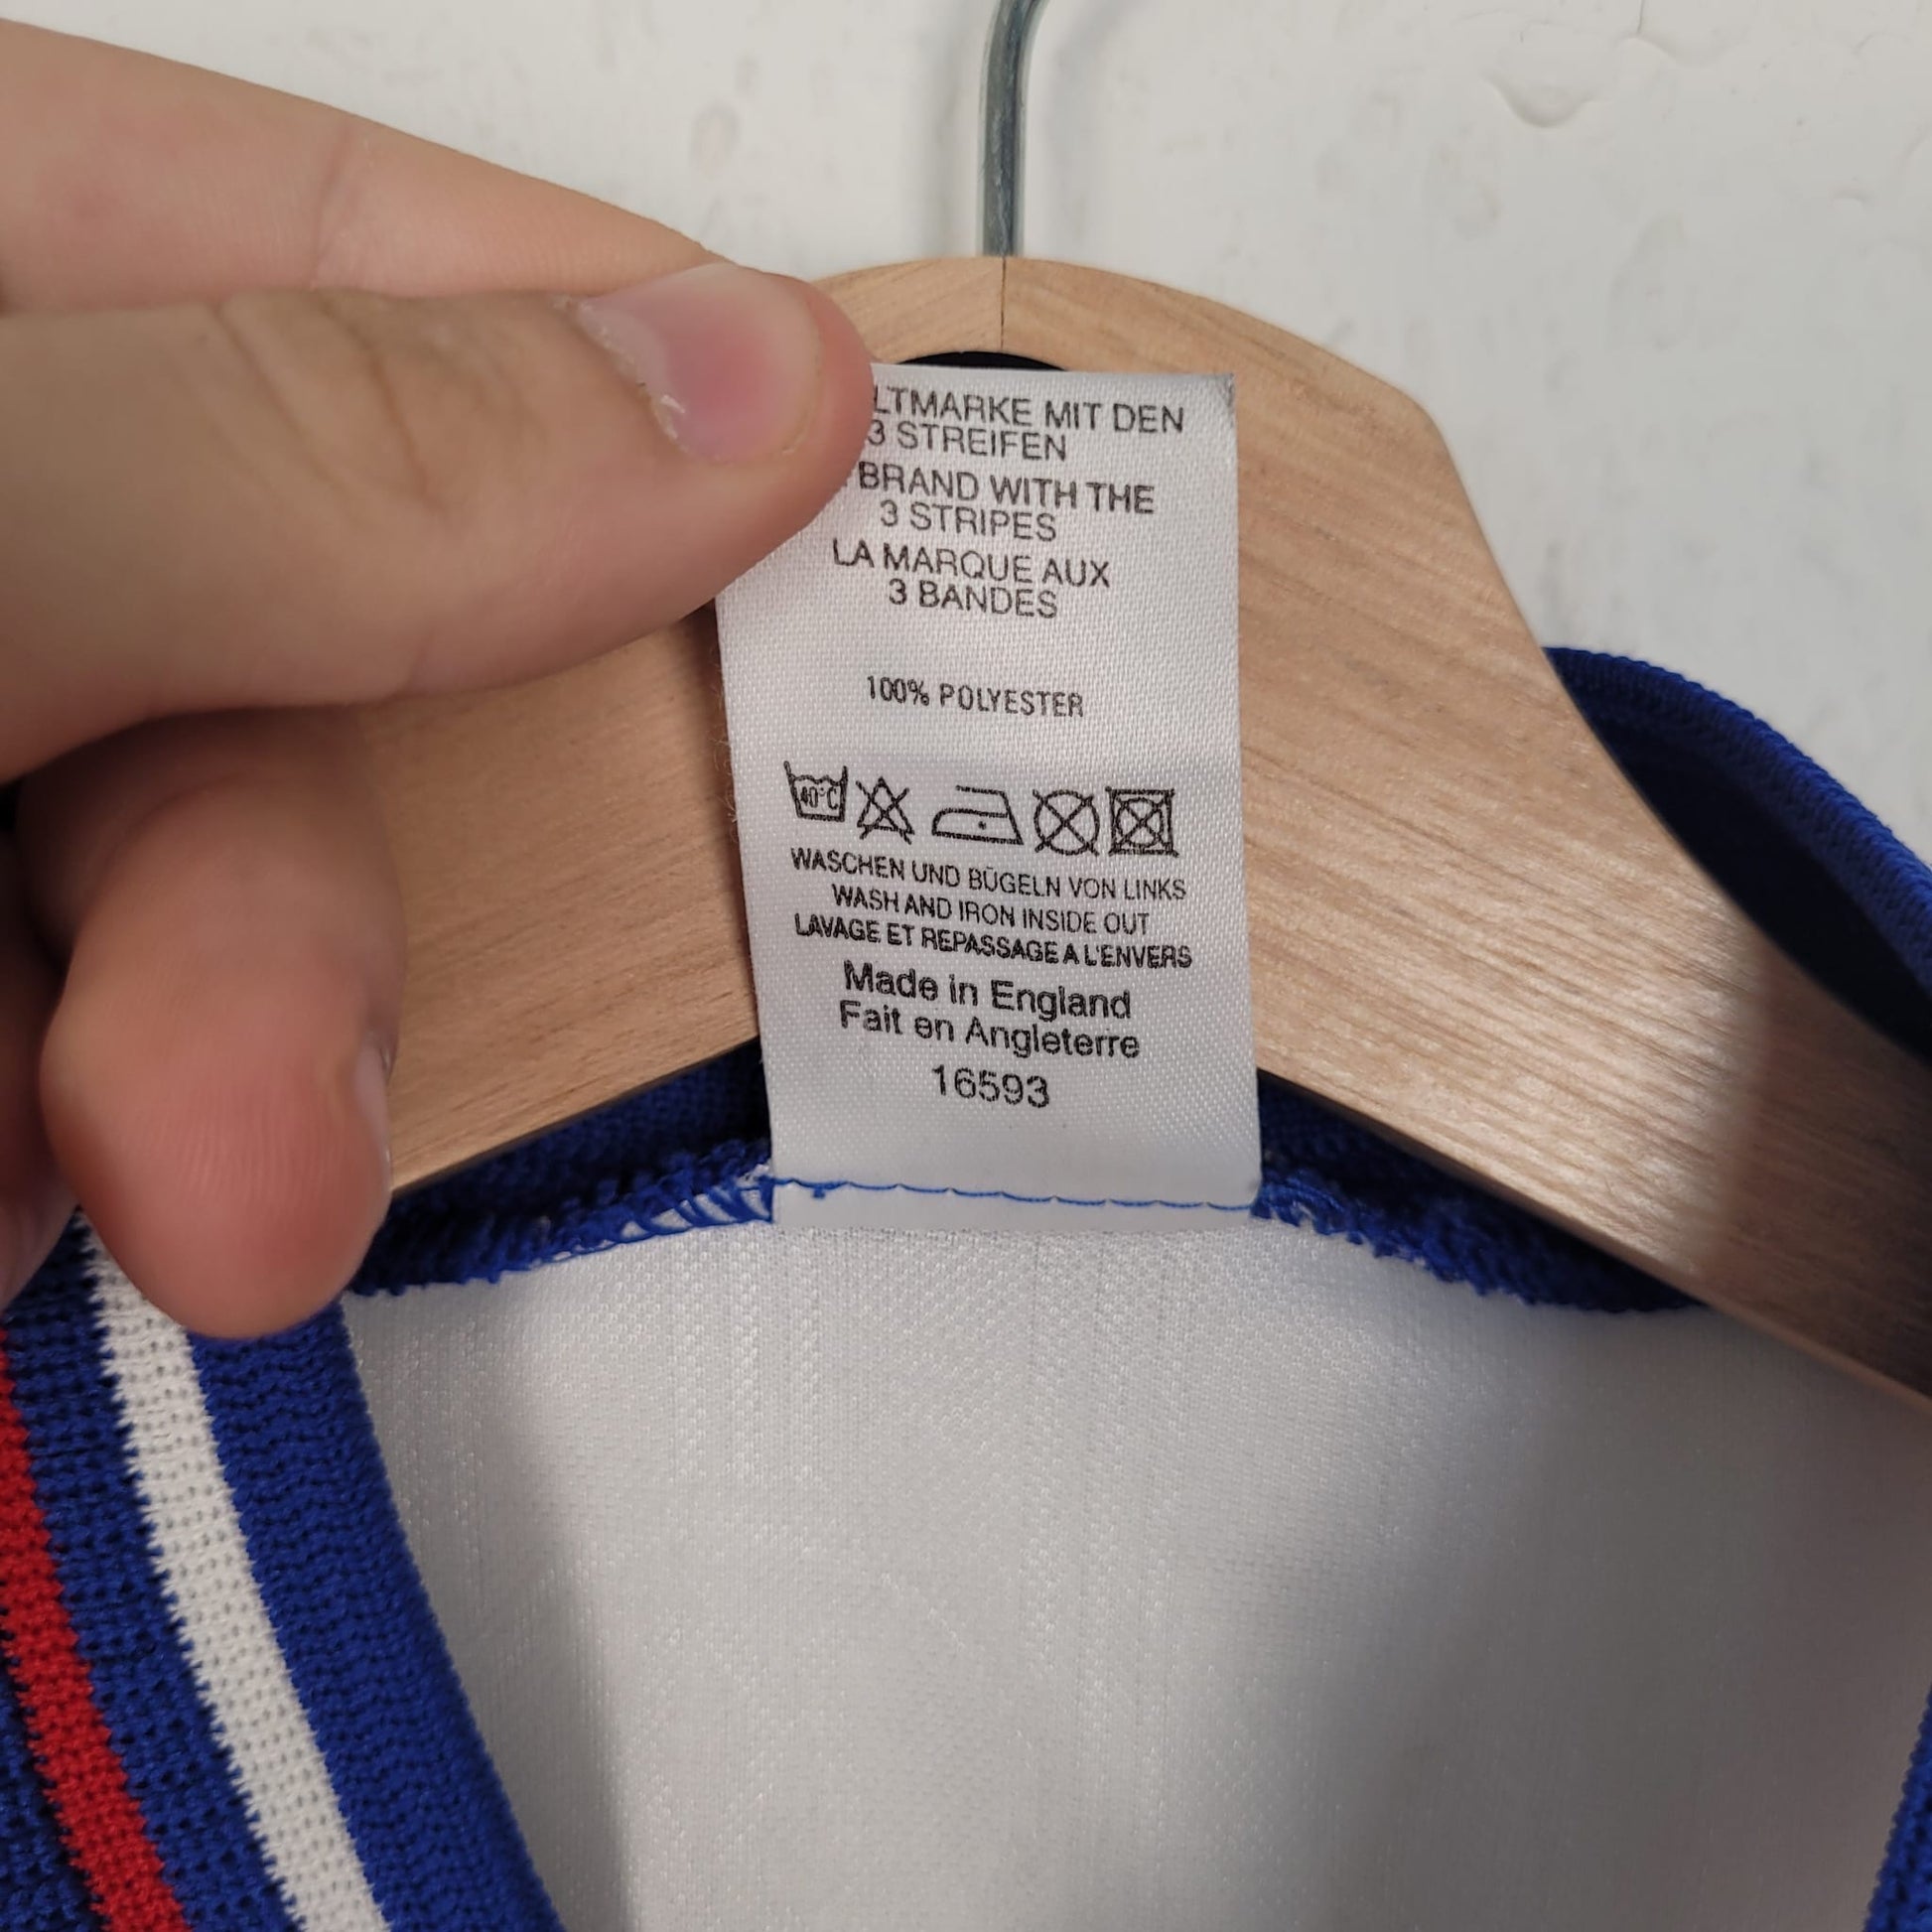 LTMARKE MIT DEN
3 STREIFEN
BRAND WITH THE
3 STRIPES
LA MARQUE AUX
3 BANDES
100% POLYESTER
40°C
WASCHEN UND BÜGELN VON LINKS
WASH AND IRON INSIDE OUT
LAVAGE ET REPASSAGE A L'ENVERS
Made in England
Fait en Angleterre
16593